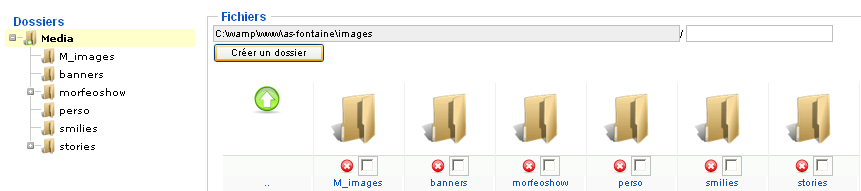 Dossiers
Media
M_images
banners
morfeoshow
perso
smilies
stories
Fichiers
C:\wamp\www\as-fontaine\images /
Créer un dossier
.. M_images banners morfeoshow perso smilies stories